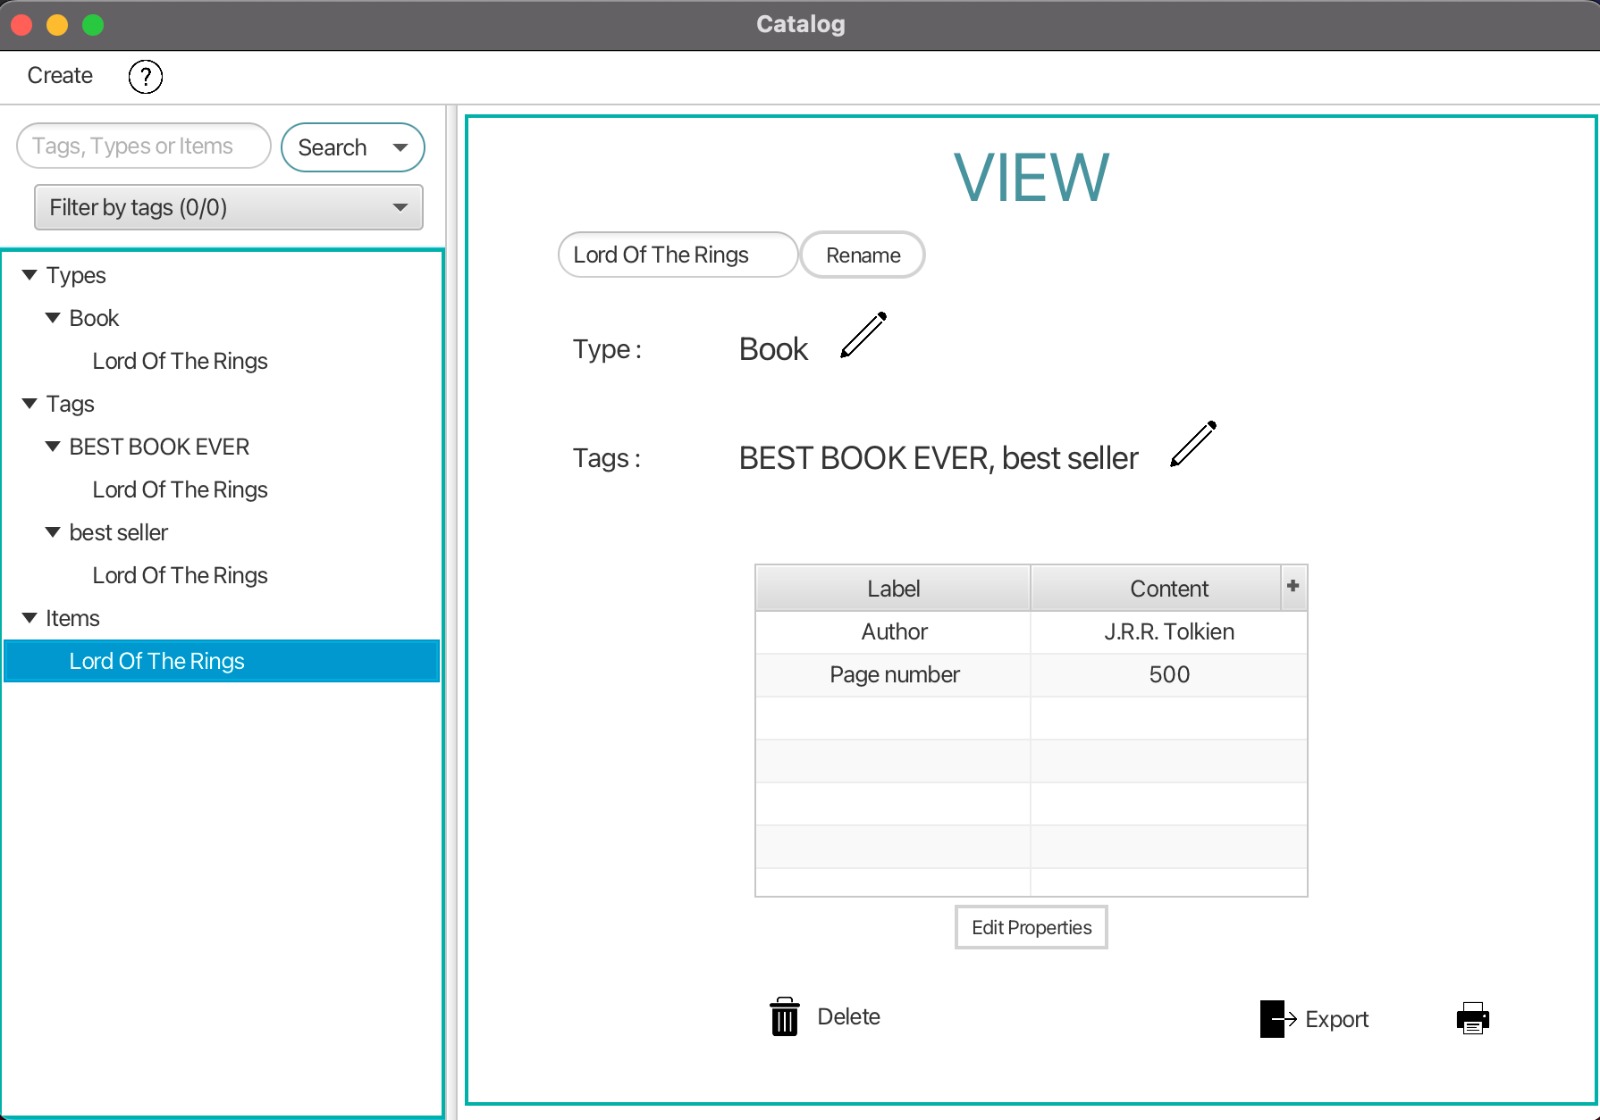 Catalog
Create ?
Tags, Types or Items Search
Filter by tags (0/0)
Types
Book
Lord Of The Rings
Tags
BEST BOOK EVER
Lord Of The Rings
best seller
Lord Of The Rings
Items
Lord Of The Rings
VIEW
Lord Of The Rings Rename
Type : Book
Tags : BEST BOOK EVER, best seller
Label Content +
Author J.R.R. Tolkien
Page number 500
Edit Properties
Delete Export